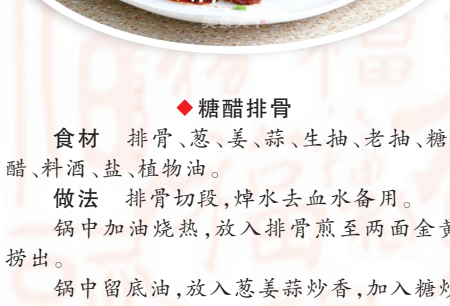 ◆糖醋排骨
食材 排骨、葱、姜、蒜、生抽、老抽、糖
醋、料酒、盐、植物油。
做法 排骨切段,焯水去血水备用。
锅中加油烧热,放入排骨煎至两面金黄
捞出。
锅中留底油,放入葱姜蒜炒香,加入糖炒